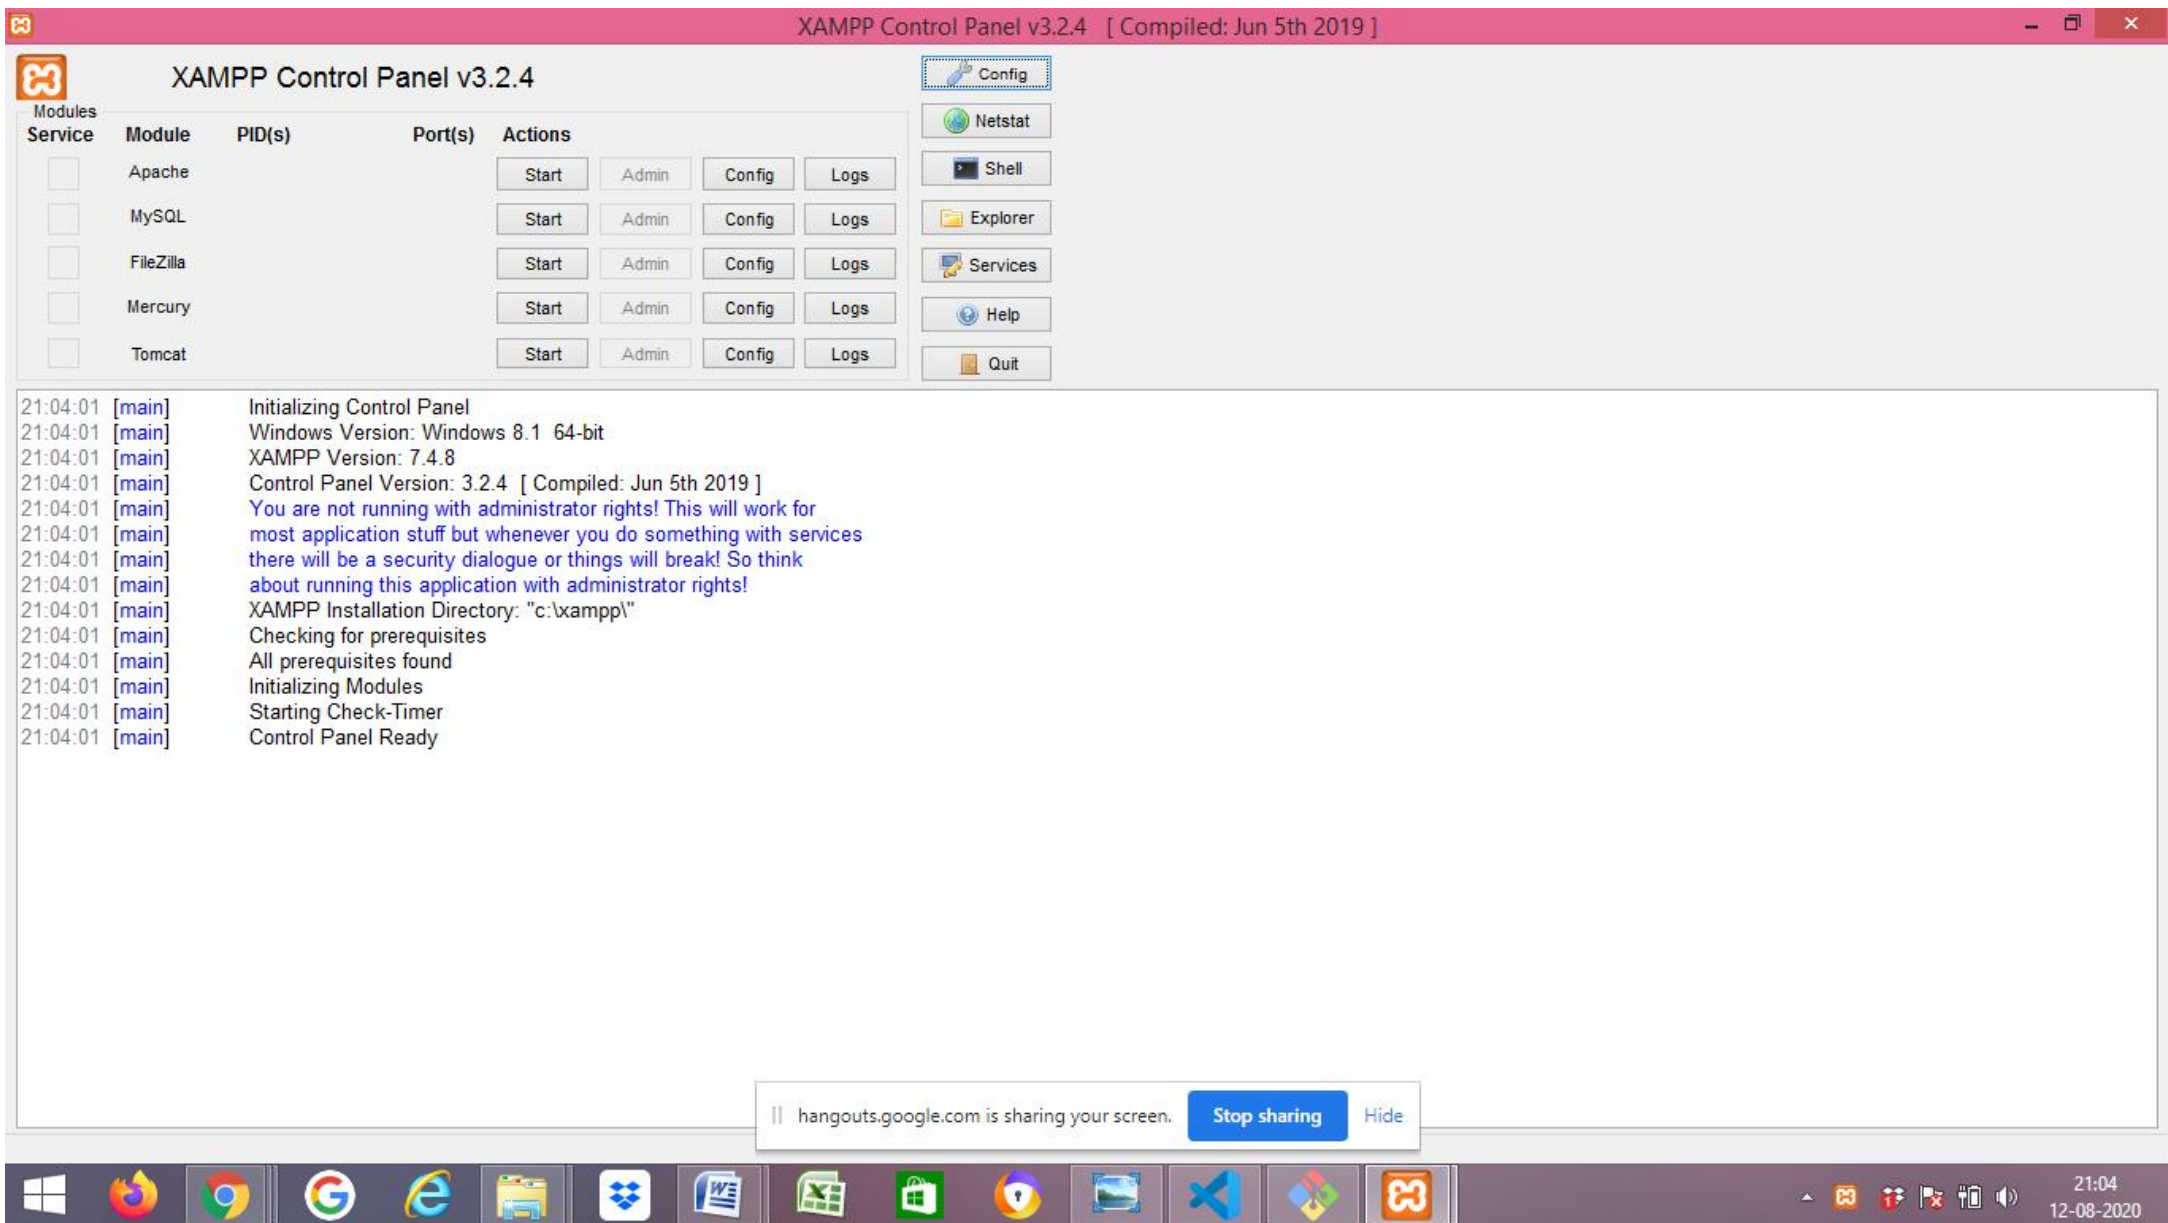 XAMPP Control Panel v3.2.4 [ Compiled: Jun 5th 2019 ]
XAMPP Control Panel v3.2.4
Config
Modules
Service Module PID(s) Port(s) Actions
Netstat
Apache Start Admin Config Logs
Shell
MySQL Start Admin Config Logs
Explorer
FileZilla Start Admin Config Logs
Services
Mercury Start Admin Config Logs
Help
Tomcat Start Admin Config Logs
Quit
21:04:01 [main] Initializing Control Panel
21:04:01 [main] Windows Version: Windows 8.1 64-bit
21:04:01 [main] XAMPP Version: 7.4.8
21:04:01 [main] Control Panel Version: 3.2.4 [ Compiled: Jun 5th 2019 ]
21:04:01 [main] You are not running with administrator rights! This will work for
21:04:01 [main] most application stuff but whenever you do something with services
21:04:01 [main] there will be a security dialogue or things will break! So think
21:04:01 [main] about running this application with administrator rights!
21:04:01 [main] XAMPP Installation Directory: "c:\xampp\"
21:04:01 [main] Checking for prerequisites
21:04:01 [main] All prerequisites found
21:04:01 [main] Initializing Modules
21:04:01 [main] Starting Check-Timer
21:04:01 [main] Control Panel Ready
hangouts.google.com is sharing your screen. Stop sharing Hide
21:04
12-08-2020